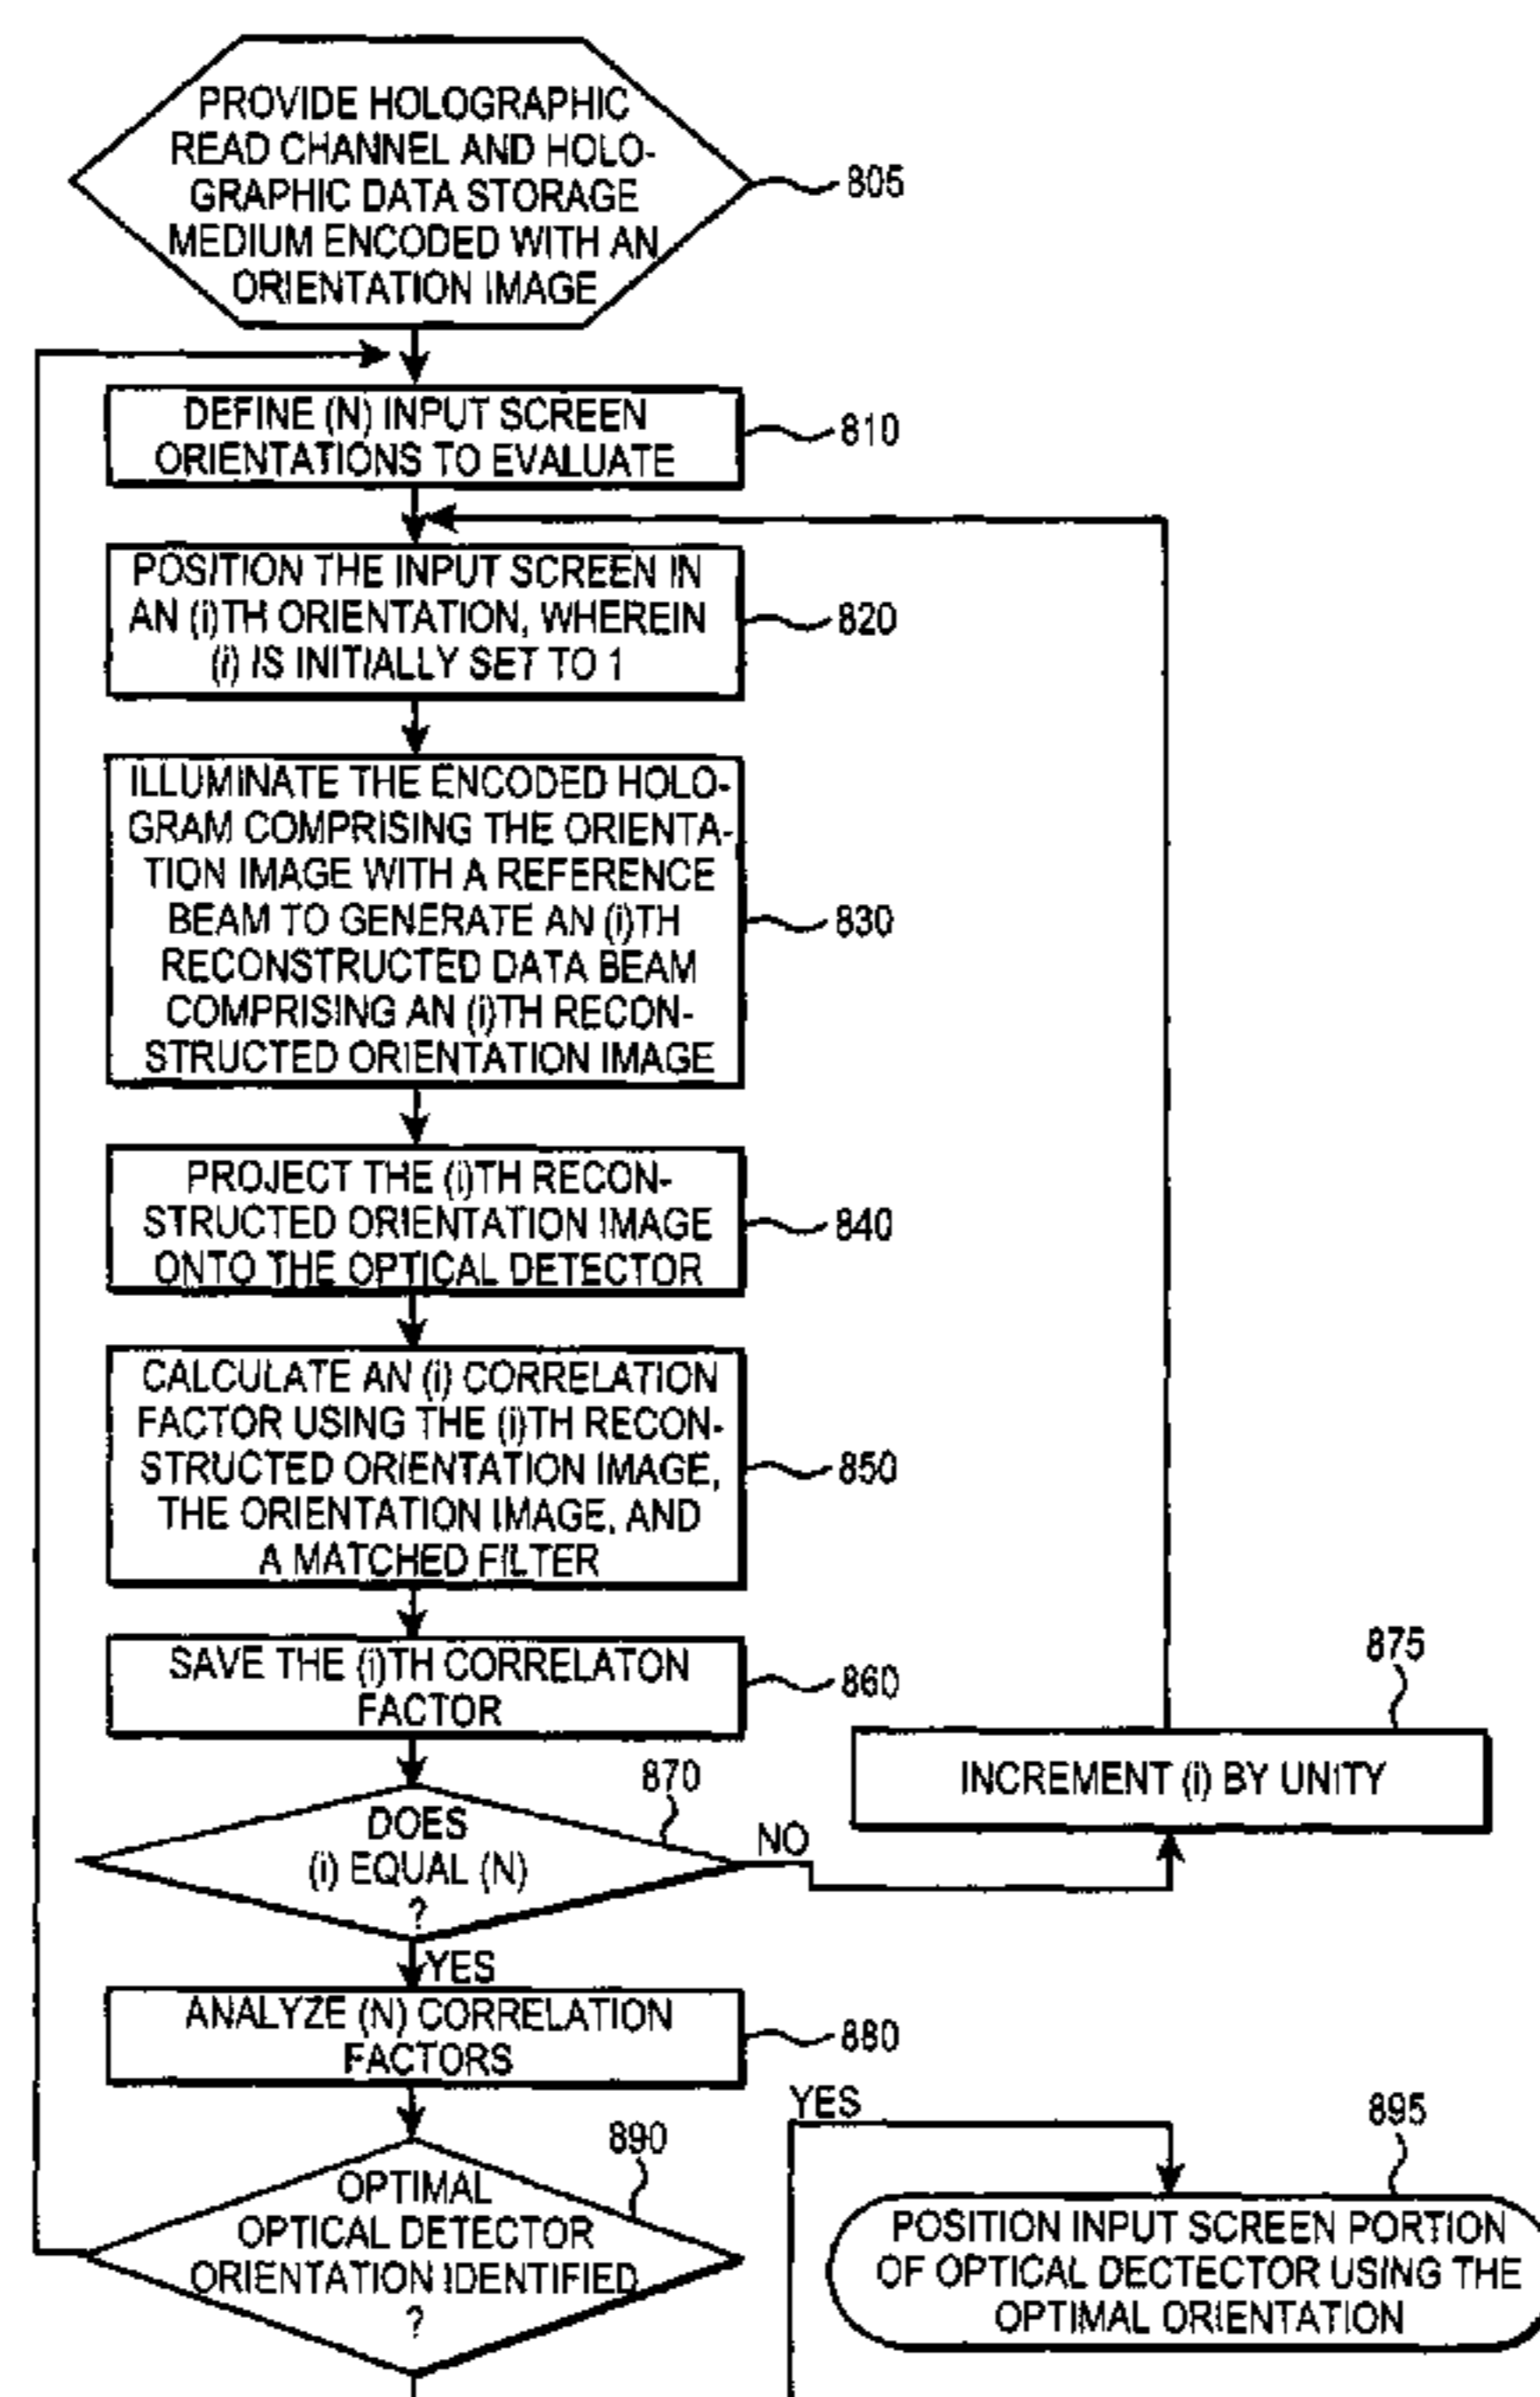 PROVIDE HOLOGRAPHIC
READ CHANNEL AND HOLO-
GRAPHIC DATA STORAGE
MEDIUM ENCODED WITH AN
ORIENTATION IMAGE
805
DEFINE (N) INPUT SCREEN
ORIENTATIONS TO EVALUATE
810
POSITION THE INPUT SCREEN IN
AN (i)TH ORIENTATION, WHEREIN
(i) IS INITIALLY SET TO 1
820
ILLUMINATE THE ENCODED HOLO-
GRAM COMPRISING THE ORIENTA-
TION IMAGE WITH A REFERENCE
BEAM TO GENERATE AN (i)TH
RECONSTRUCTED DATA BEAM
COMPRISING AN (i)TH RECON-
STRUCTED ORIENTATION IMAGE
830
PROJECT THE (i)TH RECON-
STRUCTED ORIENTATION IMAGE
ONTO THE OPTICAL DETECTOR
840
CALCULATE AN (i) CORRELATION
FACTOR USING THE (i)TH RECON-
STRUCTED ORIENTATION IMAGE,
THE ORIENTATION IMAGE, AND
A MATCHED FILTER
850
SAVE THE (i)TH CORRELATON
FACTOR
860
875
INCREMENT (i) BY UNITY
870
DOES
(i) EQUAL (N)
?
NO
YES
ANALYZE (N) CORRELATION
FACTORS
880
890
OPTIMAL
OPTICAL DETECTOR
ORIENTATION IDENTIFIED
?
YES
895
POSITION INPUT SCREEN PORTION
OF OPTICAL DECTECTOR USING THE
OPTIMAL ORIENTATION